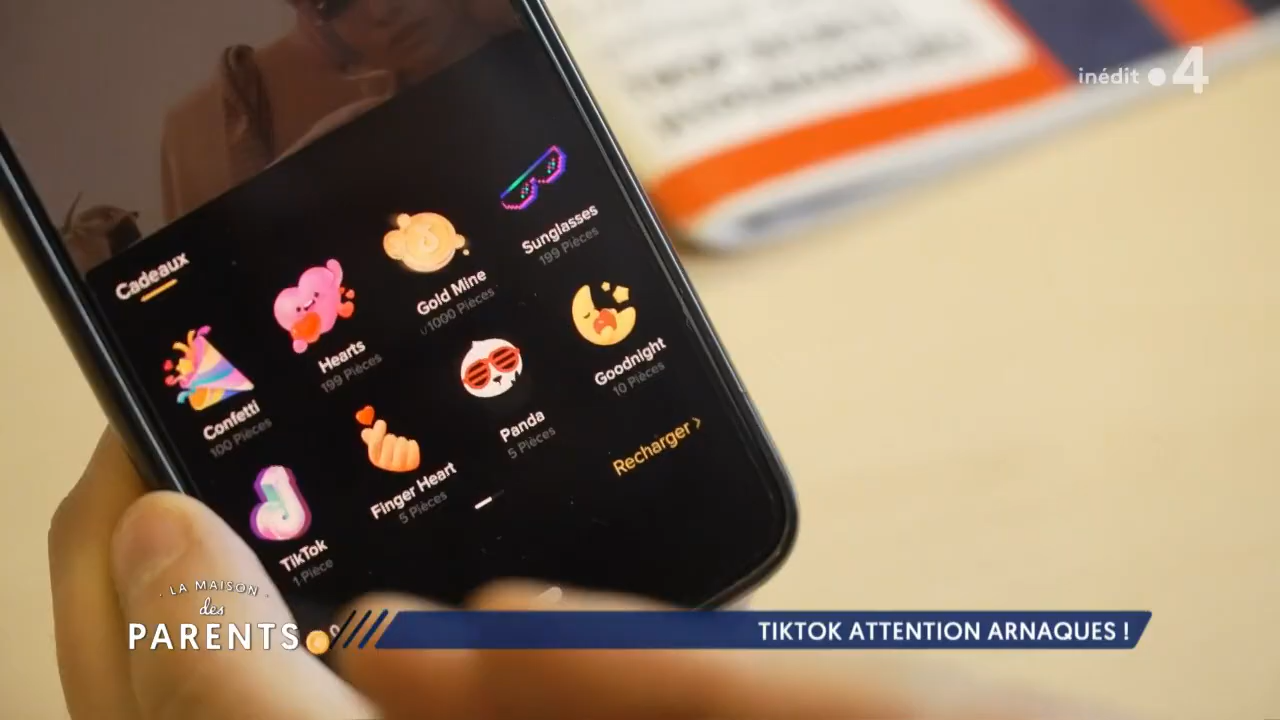 inédit 4
Cadeaux
Confetti
100 Pièces
Hearts
199 Pièces
Gold Mine
1000 Pièces
Sunglasses
199 Pièces
TikTok
1 Pièce
Finger Heart
5 Pièces
Panda
5 Pièces
Goodnight
10 Pièces
Recharger >
0
· LA MAISON ·
des
PARENTS
TIKTOK ATTENTION ARNAQUES !